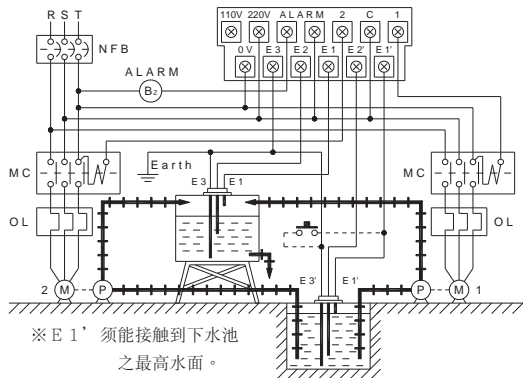 R S T
NFB
110V 220V ALARM 2 C 1
0V E3 E2 E1 E2' E1'
ALARM
Bz
Earth
MC
MC
E3 E1
OL
OL
E3' E1'
2 M P
P M 1
※E1’须能接触到下水池
之最高水面。